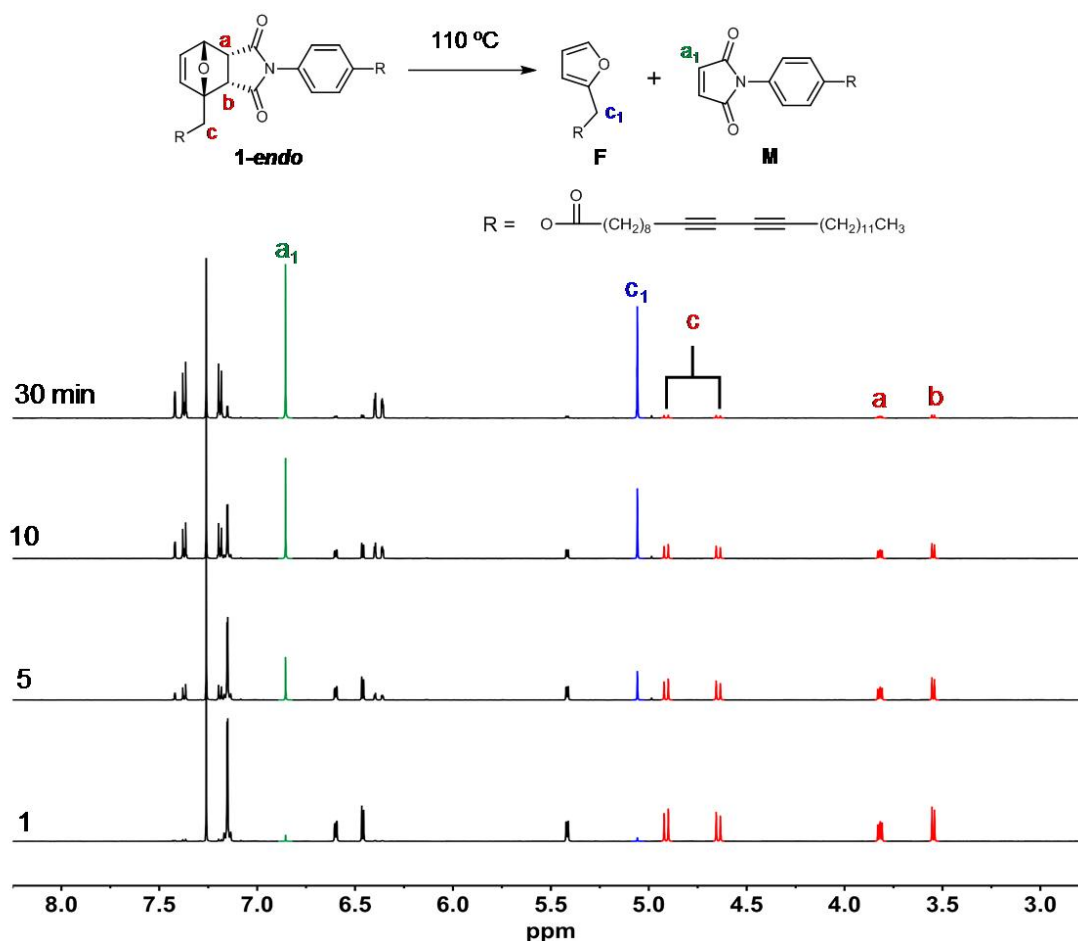 a
O
110 ºC
a₁
O
O
N
R
O
+
N
R
b
O
c₁
O
R
c
R
1-endo
F
M
R = O O (CH₂)₈ (CH₂)₁₁CH₃
a₁
c₁
c
30 min
a
b
10
5
1
8.0 7.5 7.0 6.5 6.0 5.5 5.0 4.5 4.0 3.5 3.0
ppm